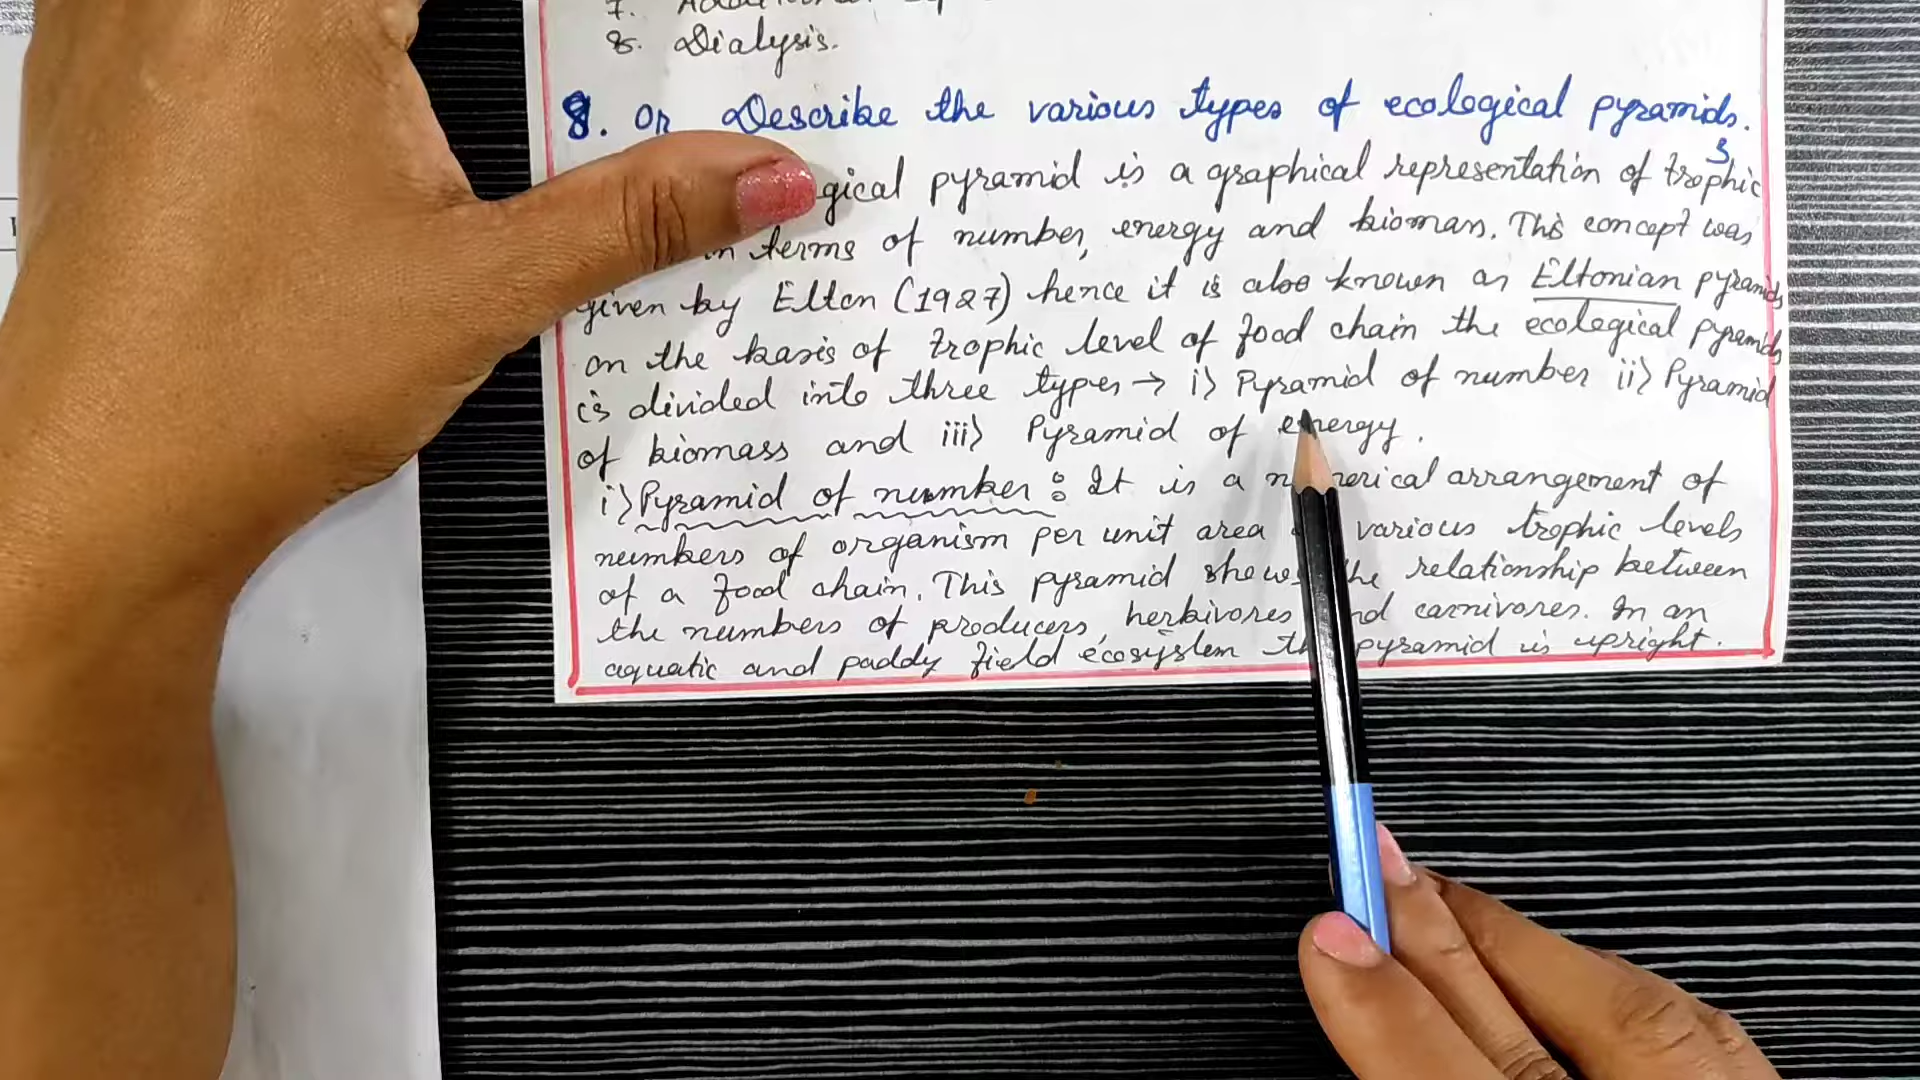 7.
8. Dialysis.
8. Or Describe the various types of ecological pyramids.
3
gical pyramid is a graphical representation of trophic
in terms of number, energy and biomass. This concept was
given by Elton (1927) hence it is also known as Eltonian pyramids
on the basis of trophic level of food chain the ecological pyramids
is divided into three types → i) Pyramid of number ii) Pyramid
of biomass and iii) Pyramid of energy.
i) Pyramid of number : It is a numerical arrangement of
numbers of organism per unit area various trophic levels
of a food chain. This pyramid shows the relationship between
the numbers of producers, herbivores and carnivores. In an
aquatic and paddy field ecosystem the pyramid is upright.